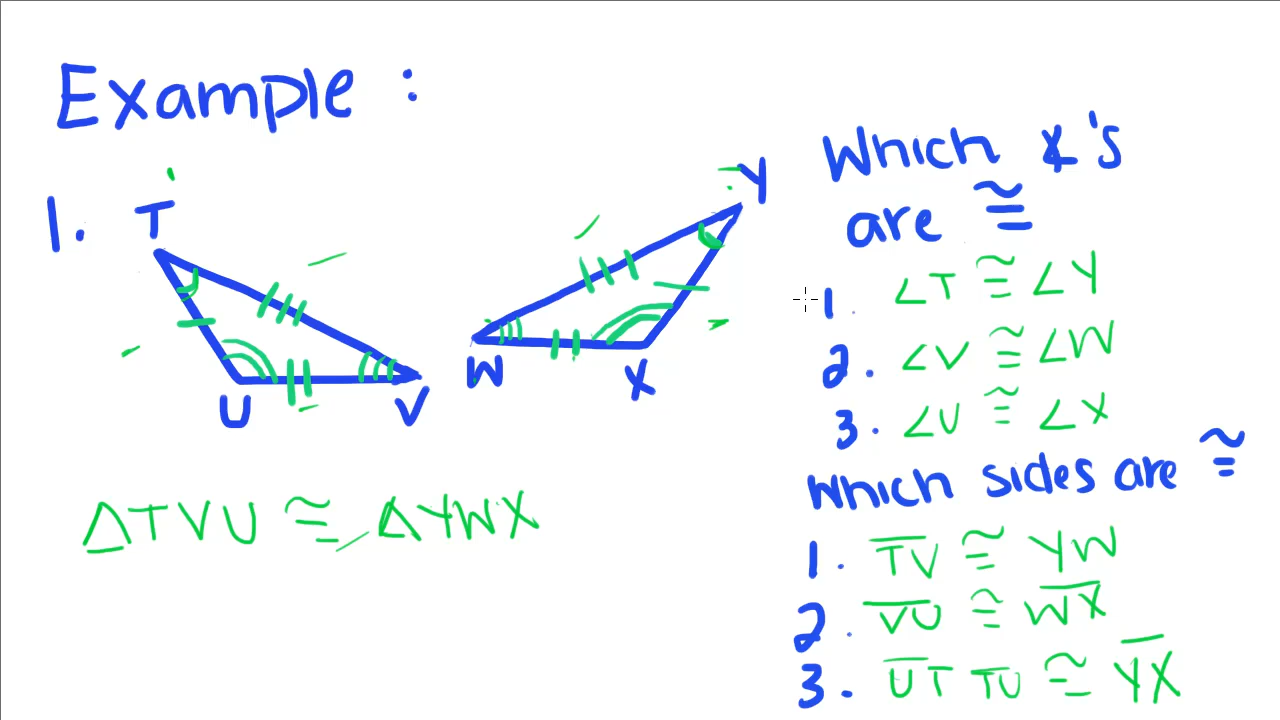 Example :
1. T
U
V
W
X
Y
△TVU ≅ △YWX
Which ∠'s
are ≅
1. ∠T ≅ ∠Y
2. ∠V ≅ ∠W
3. ∠U ≅ ∠X
Which sides are ≅
1. TV ≅ YW
2. VU ≅ WX
3. UT TU ≅ YX